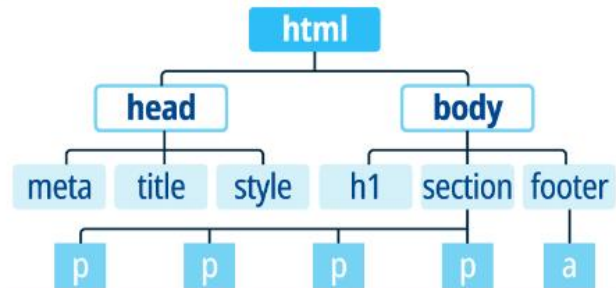 html
head body
meta title style h1 section footer
p p p p a